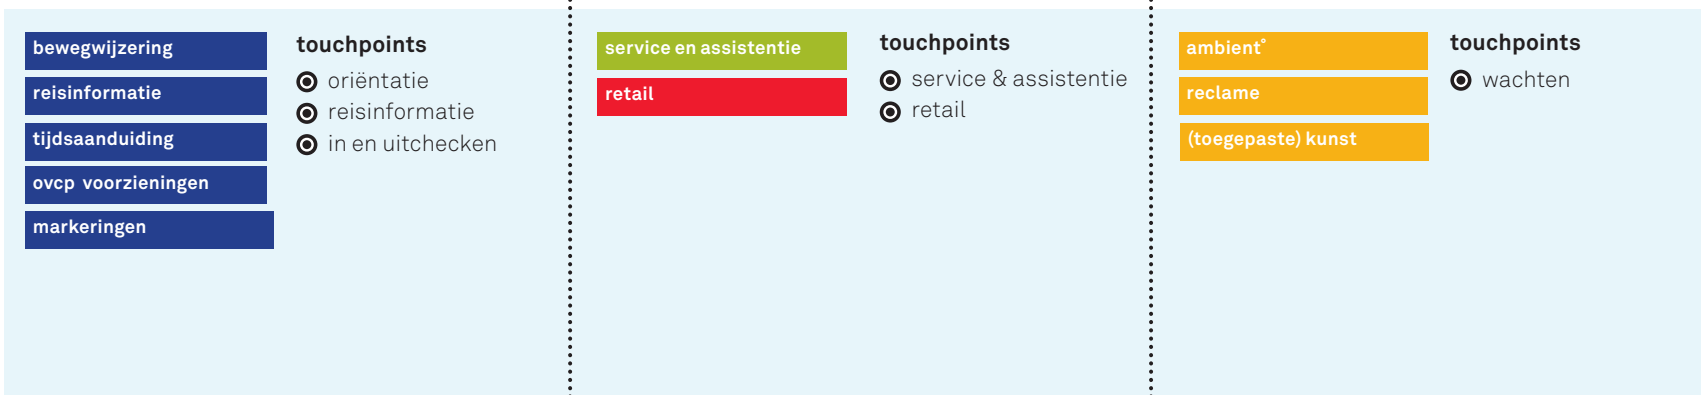 bewegwijzering
reisinformatie
tijdsaanduiding
ovcp voorzieningen
markeringen
touchpoints
oriëntatie
reisinformatie
in en uitchecken
service en assistentie
retail
touchpoints
service & assistentie
retail
ambient°
reclame
(toegepaste) kunst
touchpoints
wachten